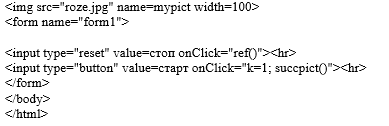 <img src="roze.jpg" name=mypict width=100>
<form name="form1">
<input type="reset" value=стоп onClick="ref()"><hr>
<input type="button" value=старт onClick="k=1; succpict()"><hr>
</form>
</body>
</html>